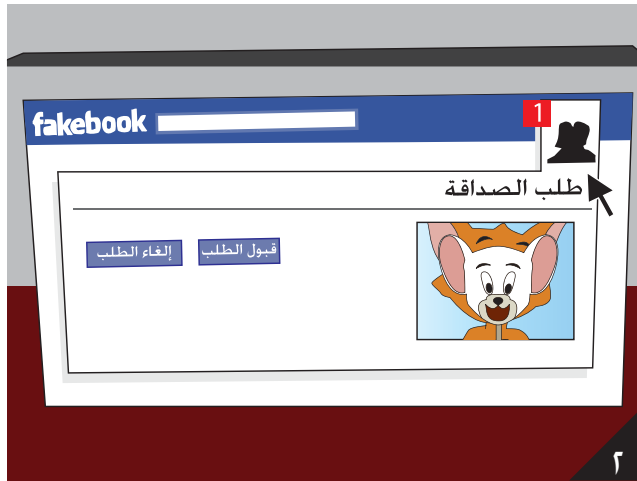 fakebook
1
طلب الصداقة
قبول الطلب
إلغاء الطلب
٢